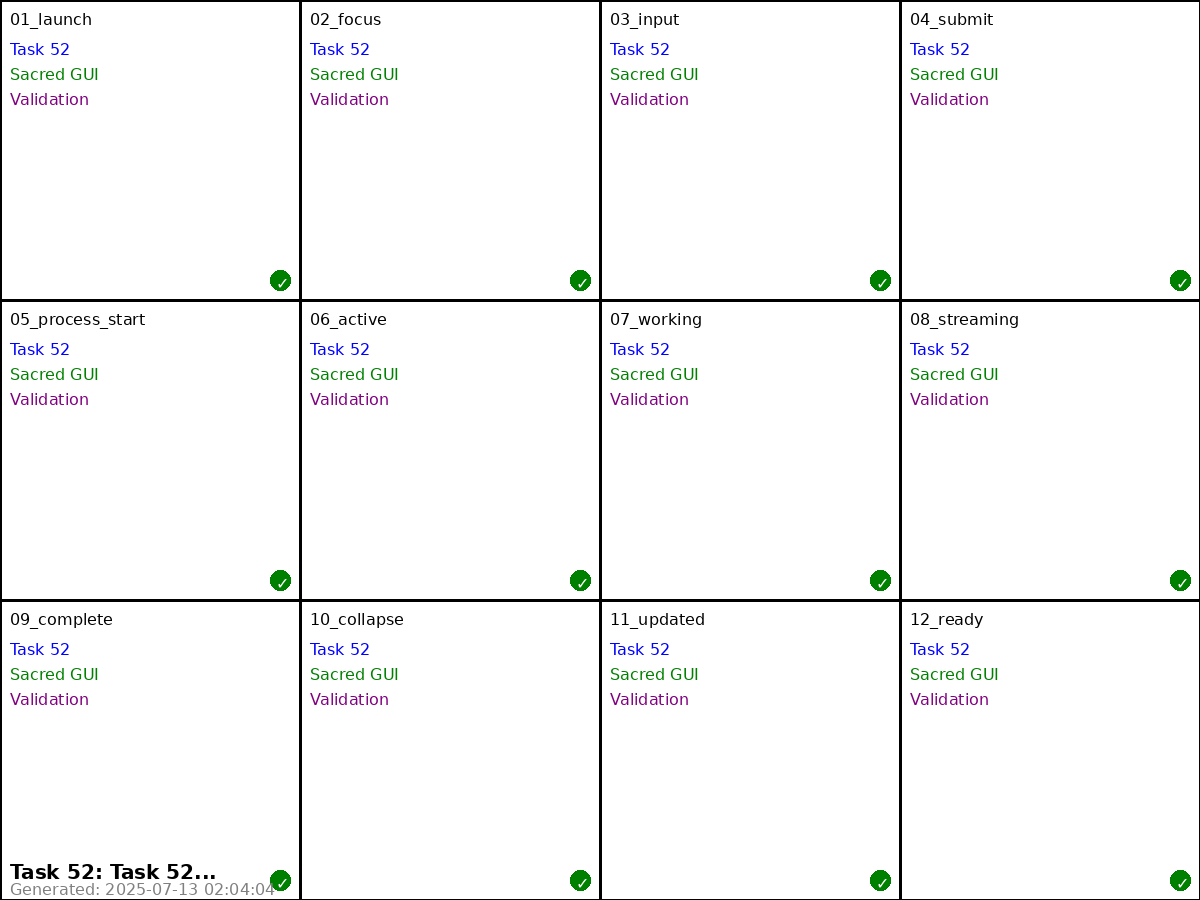 01_launch
Task 52
Sacred GUI
Validation
✓
02_focus
Task 52
Sacred GUI
Validation
✓
03_input
Task 52
Sacred GUI
Validation
✓
04_submit
Task 52
Sacred GUI
Validation
✓
05_process_start
Task 52
Sacred GUI
Validation
✓
06_active
Task 52
Sacred GUI
Validation
✓
07_working
Task 52
Sacred GUI
Validation
✓
08_streaming
Task 52
Sacred GUI
Validation
✓
09_complete
Task 52
Sacred GUI
Validation
Task 52: Task 52...
Generated: 2025-07-13 02:04:04
✓
10_collapse
Task 52
Sacred GUI
Validation
✓
11_updated
Task 52
Sacred GUI
Validation
✓
12_ready
Task 52
Sacred GUI
Validation
✓